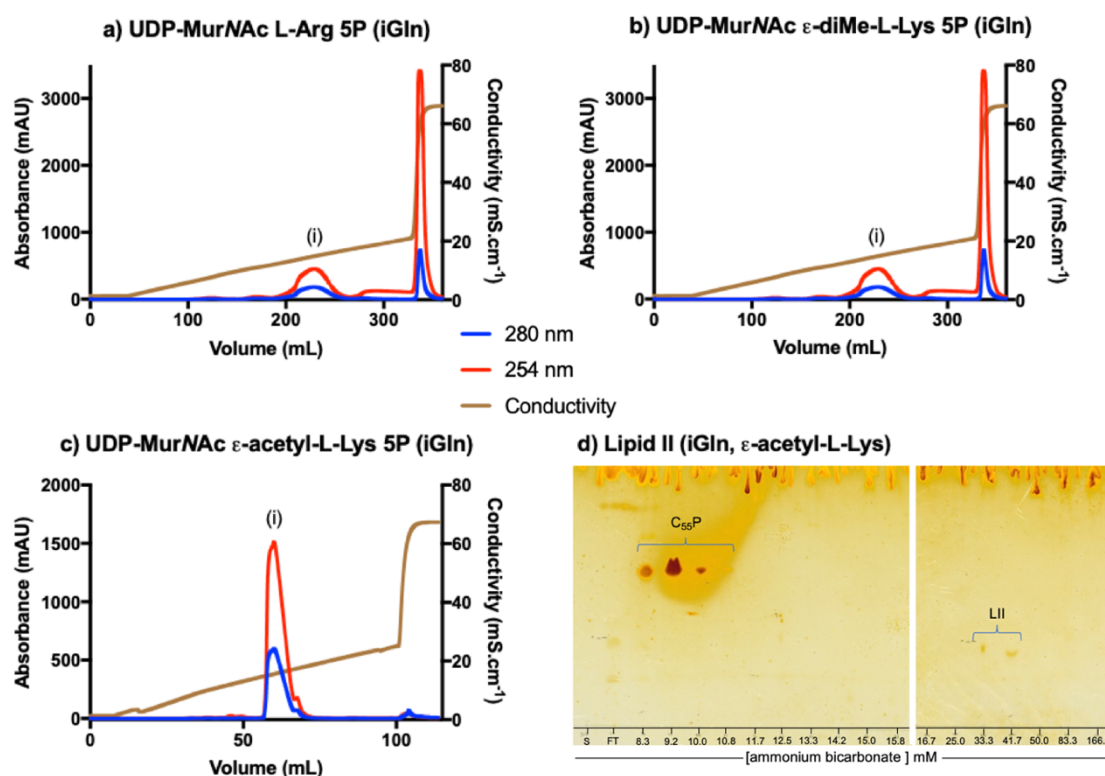 a) UDP-MurNAc L-Arg 5P (iGln)
Absorbance (mAU)
3000
2000
1000
0
(i)
80
60
40
20
0
Conductivity (mS.cm-1)
0 100 200 300
Volume (mL)
b) UDP-MurNAc ε-diMe-L-Lys 5P (iGln)
Absorbance (mAU)
3000
2000
1000
0
(i)
80
60
40
20
0
Conductivity (mS.cm-1)
0 100 200 300
Volume (mL)
280 nm
254 nm
Conductivity
c) UDP-MurNAc ε-acetyl-L-Lys 5P (iGln)
Absorbance (mAU)
2000
1500
1000
500
0
(i)
80
60
40
20
0
Conductivity (mS.cm-1)
0 50 100
Volume (mL)
d) Lipid II (iGln, ε-acetyl-L-Lys)
C55P
LII
S FT 8.3 9.2 10.0 10.8 11.7 12.5 13.3 14.2 15.0 15.8 16.7 25.0 33.3 41.7 50.0 83.3 166.
[ammonium bicarbonate ] mM